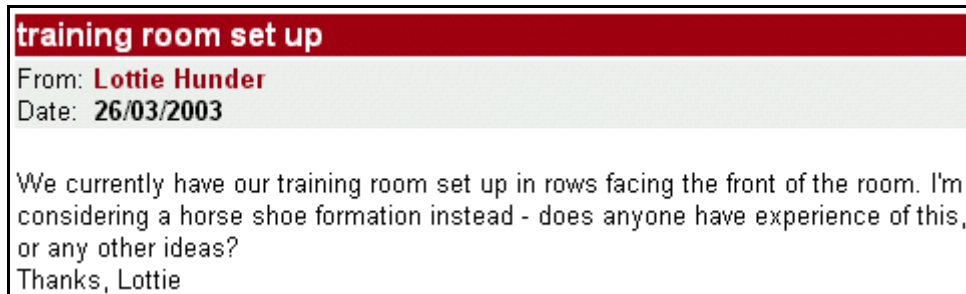 training room set up
From: Lottie Hunder
Date: 26/03/2003
We currently have our training room set up in rows facing the front of the room. I'm
considering a horse shoe formation instead - does anyone have experience of this,
or any other ideas?
Thanks, Lottie